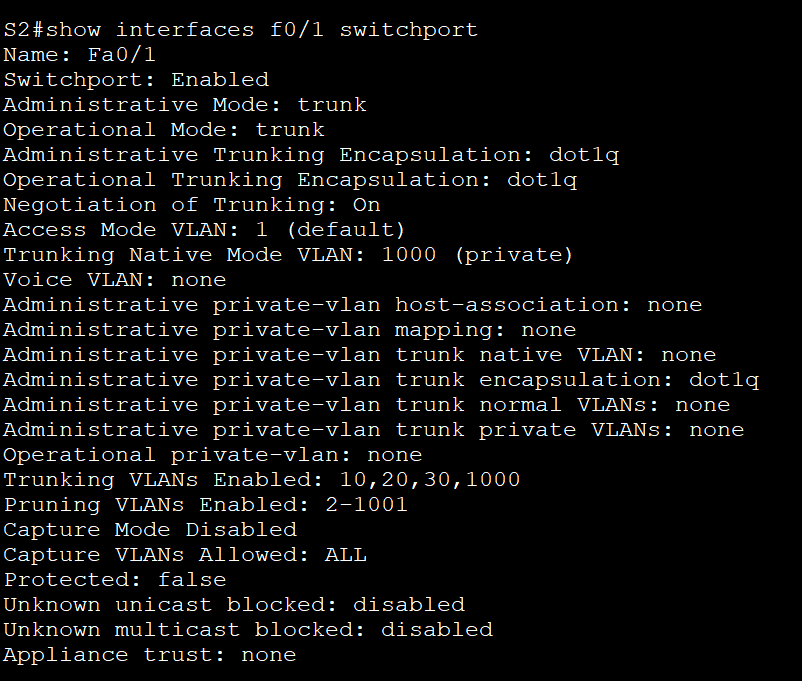 S2#show interfaces f0/1 switchport
Name: Fa0/1
Switchport: Enabled
Administrative Mode: trunk
Operational Mode: trunk
Administrative Trunking Encapsulation: dot1q
Operational Trunking Encapsulation: dot1q
Negotiation of Trunking: On
Access Mode VLAN: 1 (default)
Trunking Native Mode VLAN: 1000 (private)
Voice VLAN: none
Administrative private-vlan host-association: none
Administrative private-vlan mapping: none
Administrative private-vlan trunk native VLAN: none
Administrative private-vlan trunk encapsulation: dot1q
Administrative private-vlan trunk normal VLANs: none
Administrative private-vlan trunk private VLANs: none
Operational private-vlan: none
Trunking VLANs Enabled: 10,20,30,1000
Pruning VLANs Enabled: 2-1001
Capture Mode Disabled
Capture VLANs Allowed: ALL
Protected: false
Unknown unicast blocked: disabled
Unknown multicast blocked: disabled
Appliance trust: none